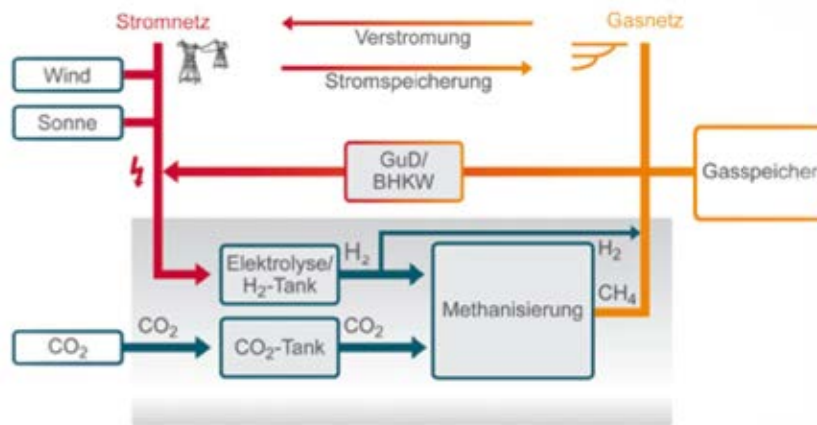 Stromnetz
Gasnetz
Verstromung
Stromspeicherung
Wind
Sonne
GuD/
BHKW
Gasspeicher
Elektrolyse/
H₂-Tank
H₂
H₂
Methanisierung
CH₄
CO₂
CO₂
CO₂-Tank
CO₂